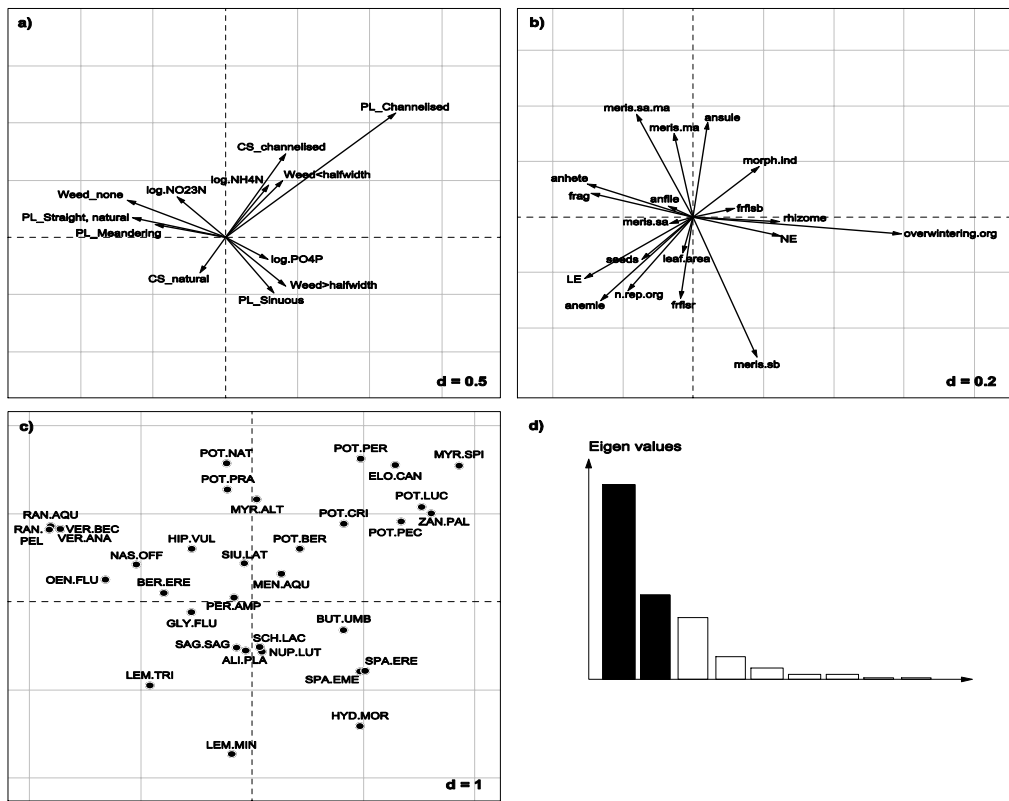 a)
PL_Channelised
CS_channelised
Weed<halfwidth
log.NH4N
log.NO23N
Weed_none
PL_Straight, natural
PL_Meandering
CS_natural
log.PO4P
Weed>halfwidth
PL_Sinuous
d = 0.5
b)
meris.sa.ma
ansule
meris.ma
morph.ind
anhete
frag
anflle
frflsb
meris.sa
rhizome
overwintering.org
NE
seeds
leaf.area
LE
n.rep.org
anemle
frflsr
meris.sb
d = 0.2
c)
POT.NAT
POT.PER
MYR.SPI
ELO.CAN
POT.PRA
MYR.ALT
POT.LUC
POT.CRI
ZAN.PAL
POT.PEC
RAN.AQU
RAN.
PEL
VER.BEC
VER.ANA
HIP.VUL
POT.BER
NAS.OFF
SIU.LAT
OEN.FLU
BER.ERE
MEN.AQU
PER.AMP
GLY.FLU
BUT.UMB
SAG.SAG
SCH.LAC
ALI.PLA
NUP.LUT
SPA.ERE
SPA.EME
LEM.TRI
HYD.MOR
LEM.MIN
d = 1
d)
Eigen values